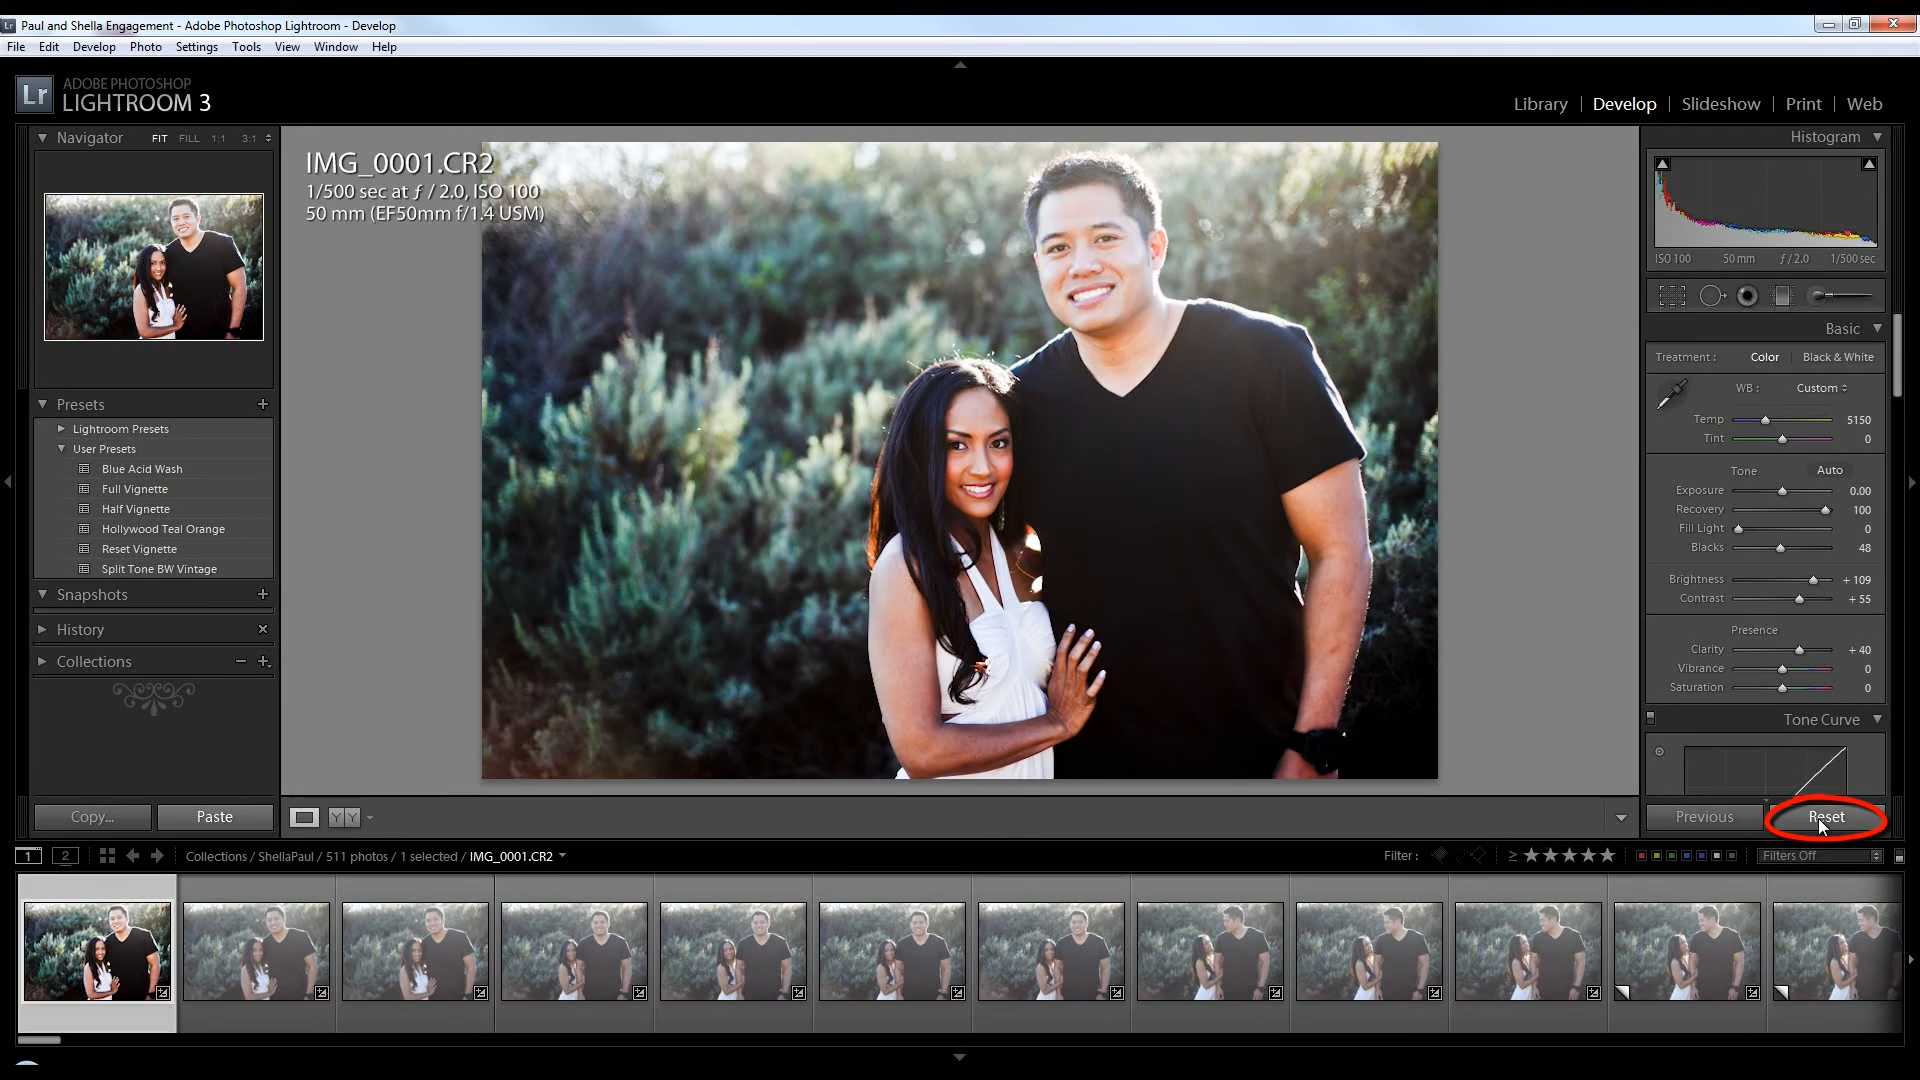 Lr Paul and Shella Engagement - Adobe Photoshop Lightroom - Develop
File Edit Develop Photo Settings Tools View Window Help
Lr ADOBE PHOTOSHOP
LIGHTROOM 3
Library | Develop | Slideshow | Print | Web
Navigator FIT FILL 1:1 3:1
Histogram
IMG_0001.CR2
1/500 sec at ƒ / 2.0, ISO 100
50 mm (EF50mm f/1.4 USM)
ISO 100 50 mm ƒ / 2.0 1/500 sec
Basic
Treatment : Color | Black & White
WB : Custom
Temp 5150
Tint 0
Tone Auto
Exposure 0.00
Recovery 100
Fill Light 0
Blacks 48
Brightness + 109
Contrast + 55
Presence
Clarity + 40
Vibrance 0
Saturation 0
Tone Curve
Presets +
Lightroom Presets
User Presets
Blue Acid Wash
Full Vignette
Half Vignette
Hollywood Teal Orange
Reset Vignette
Split Tone BW Vintage
Snapshots +
History ×
Collections − +
Copy... Paste
Y Y
Previous Reset
1 2 Collections / ShellaPaul / 511 photos / 1 selected / IMG_0001.CR2
Filter : ≥ ★★★★★ Filters Off